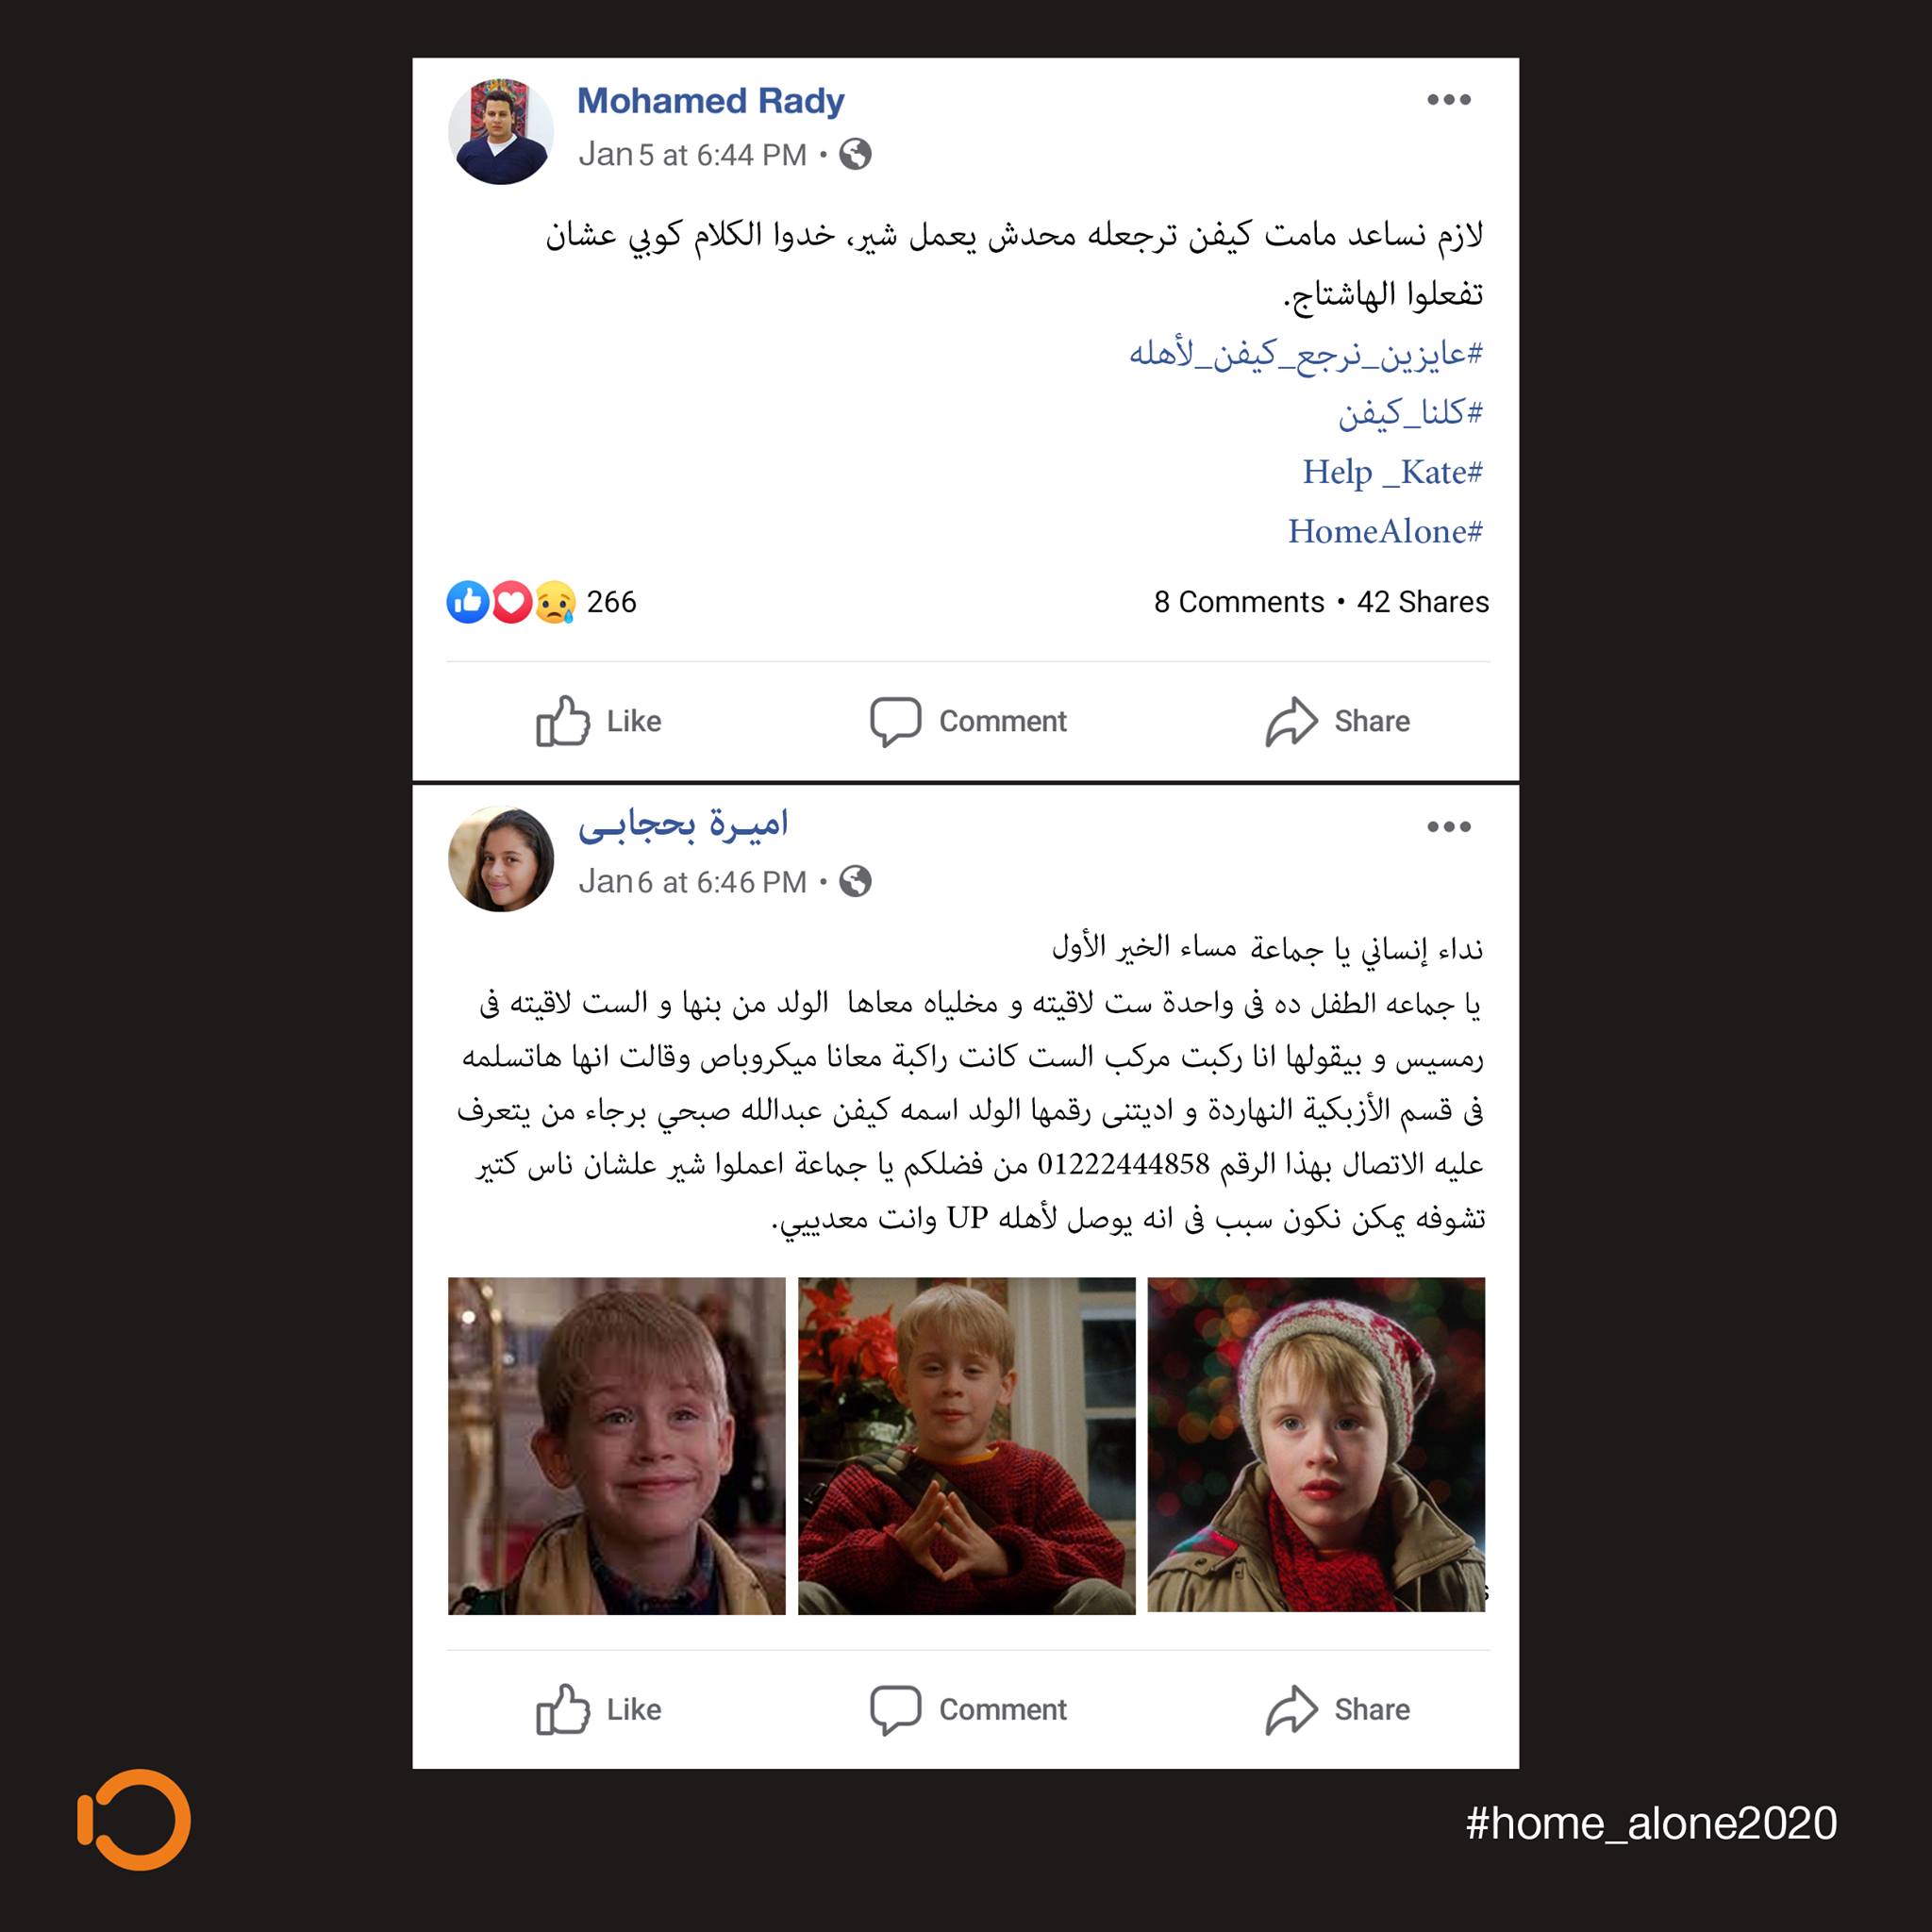 Mohamed Rady
Jan 5 at 6:44 PM •
لازم نساعد مامت كيفن ترجعله محدش يعمل شير، خدوا الكلام كوبي عشان
تفعلوا الهاشتاج.
#عايزين_نرجع_كيفن_لأهله
#كلنا_كيفن
Help _Kate#
HomeAlone#
266
8 Comments • 42 Shares
Like
Comment
Share
اميـرة بحجابـى
Jan 6 at 6:46 PM •
نداء إنساني يا جماعة مساء الخير الأول
يا جماعه الطفل ده فى واحدة ست لاقيته و مخلياه معاها الولد من بنها و الست لاقيته فى
رمسيس و بيقولها انا ركبت مركب الست كانت راكبة معانا ميكروباص وقالت انها هاتسلمه
فى قسم الأزبكية النهاردة و اديتنى رقمها الولد اسمه كيفن عبدالله صبحي برجاء من يتعرف
عليه الاتصال بهذا الرقم 01222444858 من فضلكم يا جماعة اعملوا شير علشان ناس كتير
تشوفه يمكن نكون سبب فى انه يوصل لأهله UP وانت معدييي.
Like
Comment
Share
#home_alone2020